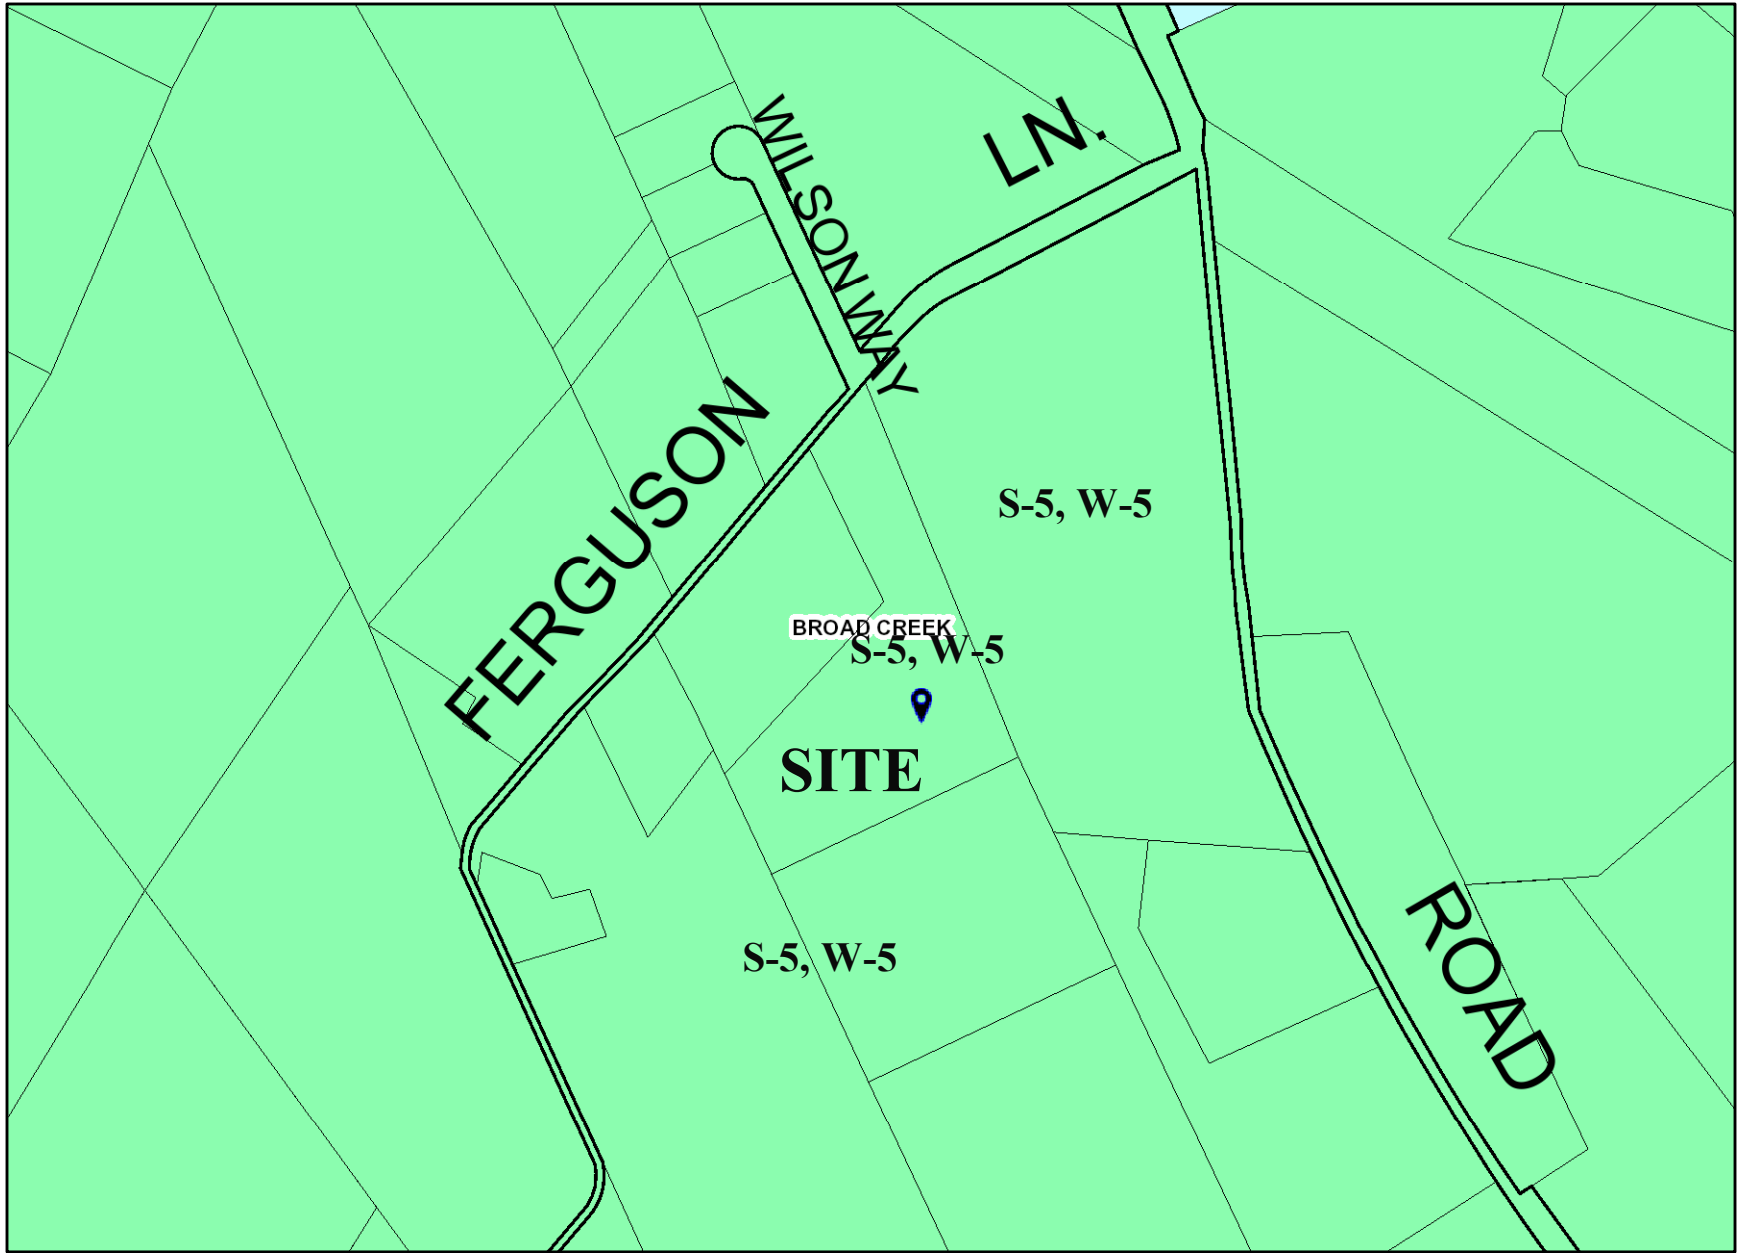 WILSON WAY
LN.
FERGUSON
S-5, W-5
BROAD CREEK
S-5, W-5
SITE
S-5, W-5
ROAD